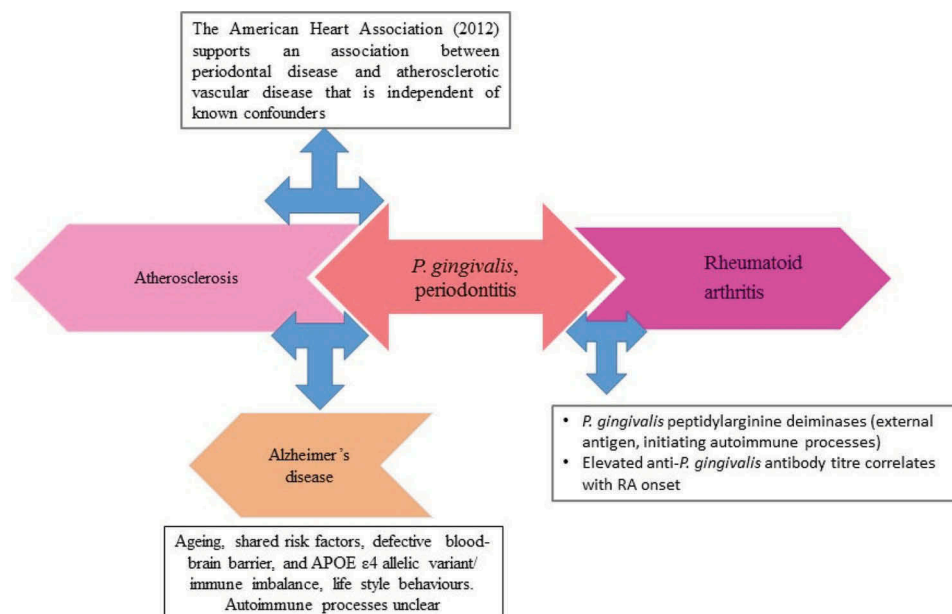 The American Heart Association (2012)
supports an association between
periodontal disease and atherosclerotic
vascular disease that is independent of
known confounders
Atherosclerosis
P. gingivalis,
periodontitis
Rheumatoid
arthritis
Alzheimer's
disease
• P. gingivalis peptidylarginine deiminases (external
antigen, initiating autoimmune processes)
• Elevated anti-P. gingivalis antibody titre correlates
with RA onset
Ageing, shared risk factors, defective blood-
brain barrier, and APOE ε4 allelic variant/
immune imbalance, life style behaviours.
Autoimmune processes unclear